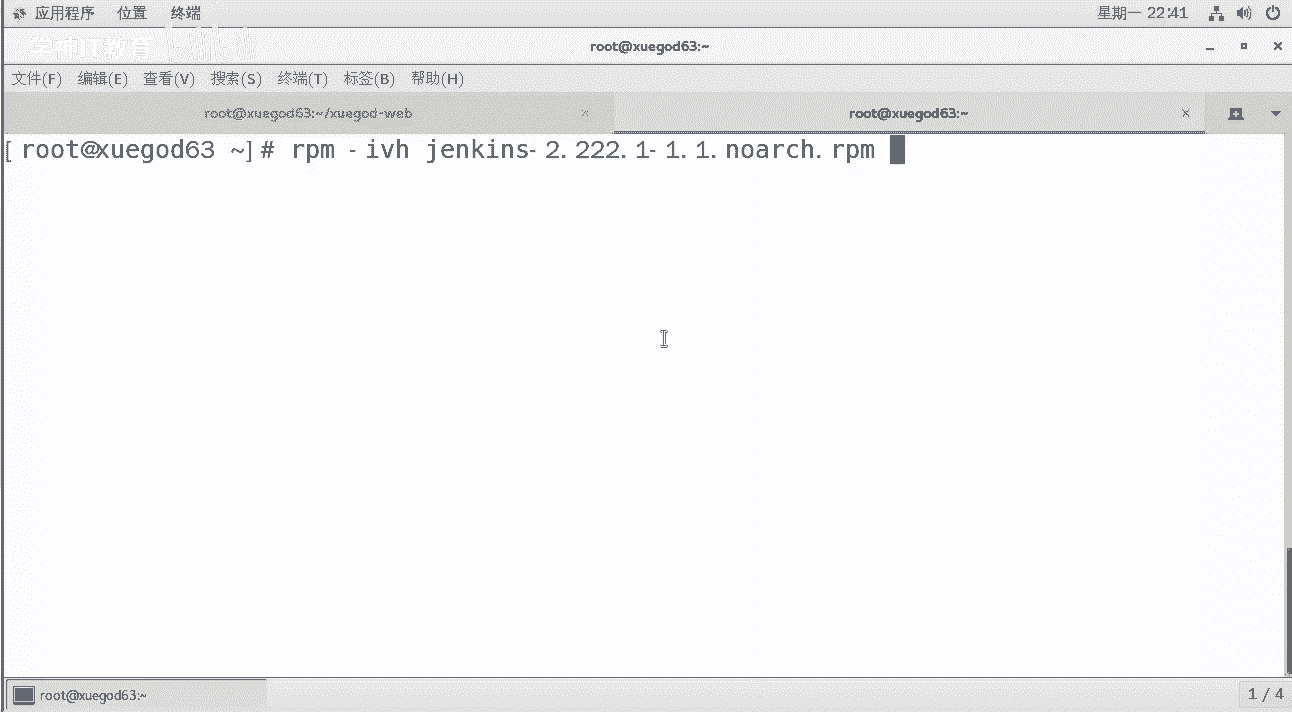 应用程序 位置 终端 星期一 22:41
学神IT教育
root@xuegod63:~
文件(F) 编辑(E) 查看(V) 搜索(S) 终端(T) 标签(B) 帮助(H)
root@xuegod63:~/xuegod-web root@xuegod63:~
[root@xuegod63 ~]# rpm -ivh jenkins-2.222.1-1.1.noarch.rpm
root@xuegod63:~ 1 / 4